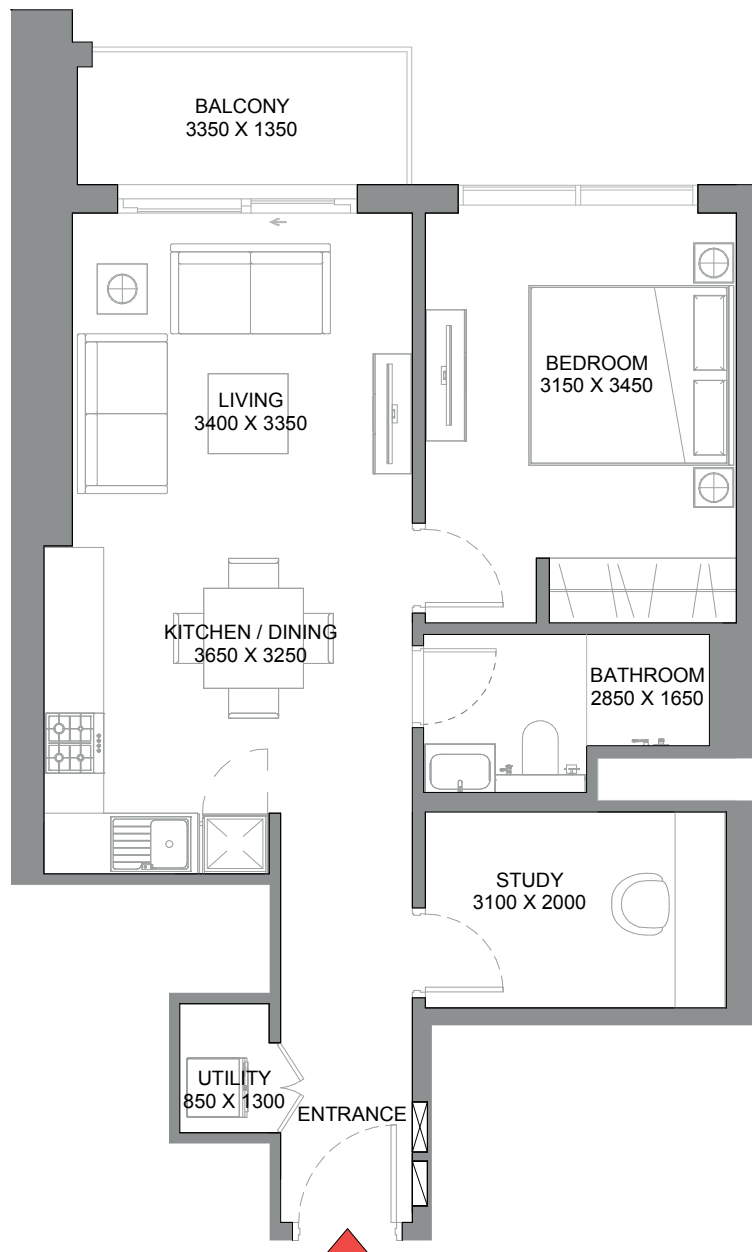 BALCONY
3350 X 1350
BEDROOM
3150 X 3450
LIVING
3400 X 3350
KITCHEN / DINING
3650 X 3250
BATHROOM
2850 X 1650
STUDY
3100 X 2000
UTILITY
850 X 1300
ENTRANCE